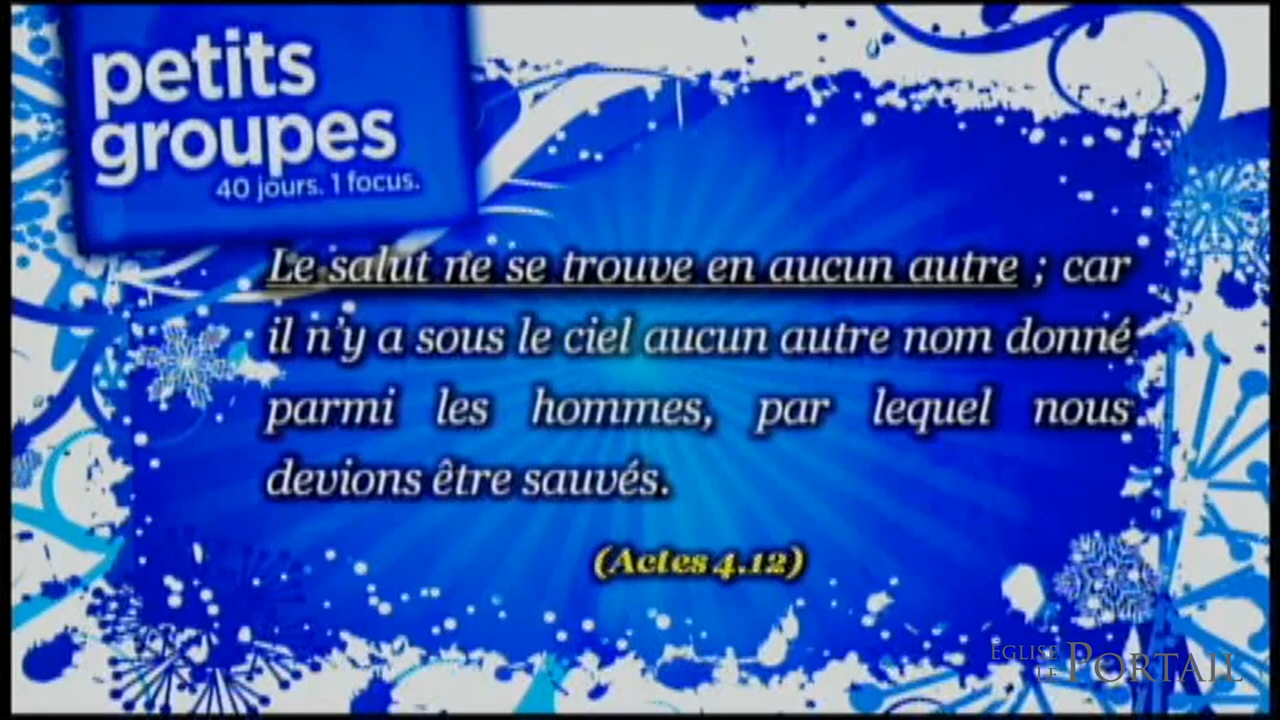 petits
groupes
40 jours. 1 focus.
Le salut ne se trouve en aucun autre ; car
il n'y a sous le ciel aucun autre nom donné
parmi les hommes, par lequel nous
devions être sauvés.
(Actes 4.12)
ÉGLISE
LE PORTAIL